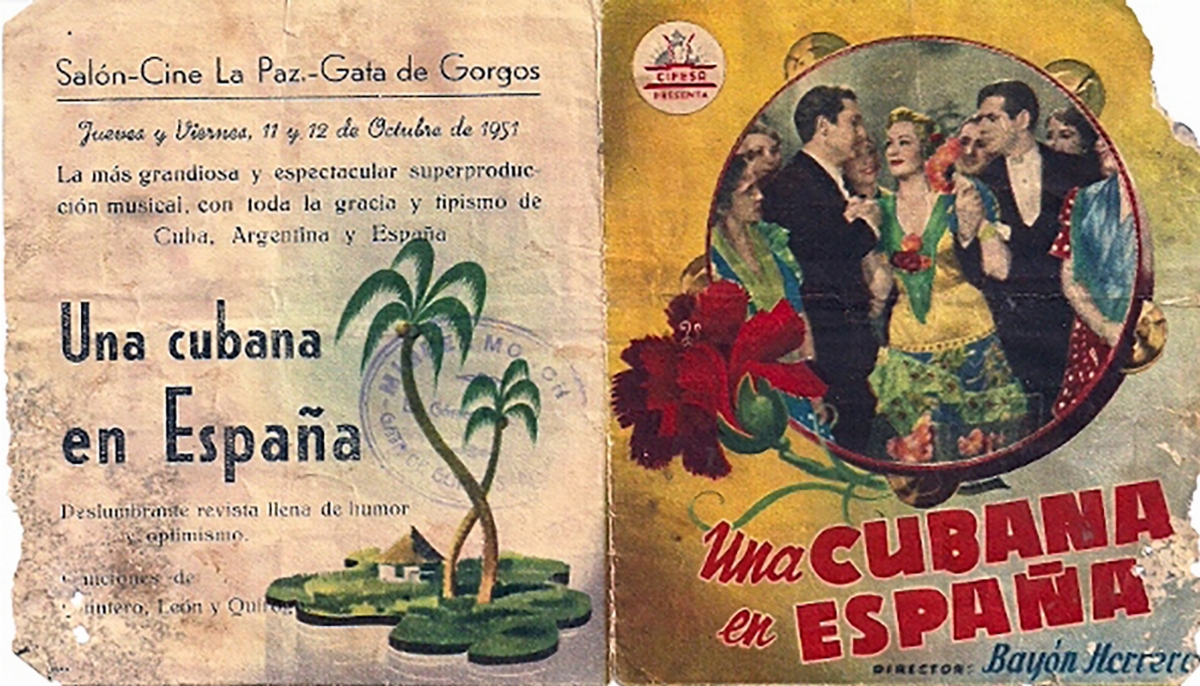 Salón-Cine La Paz.-Gata de Gorgos
Jueves y Viernes, 11 y 12 de Octubre de 1951
La más grandiosa y espectacular superproduc-
ción musical, con toda la gracia y tipismo de
Cuba, Argentina y España
Una cubana
en España
Deslumbrante revista llena de humor
y optimismo.
Canciones de
Quintero, León y Quiroga
CIFESA
PRESENTA
Una CUBANA
en ESPAÑA
DIRECTOR: Bayón Herrera